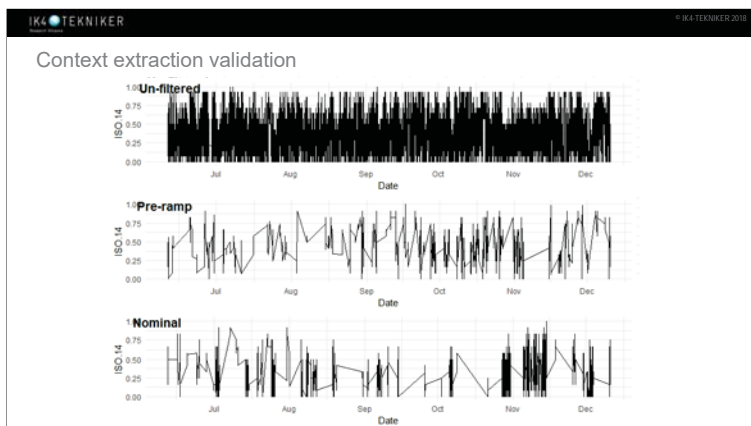 IK4 TEKNIKER
Research Alliance
© IK4-TEKNIKER 2018
Context extraction validation
Un-filtered
1.00
0.75
0.50
0.25
0.00
ISO.14
Jul Aug Sep Oct Nov Dec
Date
Pre-ramp
0.75
0.50
0.25
0.00
ISO.14
Jul Aug Sep Oct Nov Dec
Date
Nominal
0.75
0.50
0.25
0.00
ISO.14
Jul Aug Sep Oct Nov Dec
Date